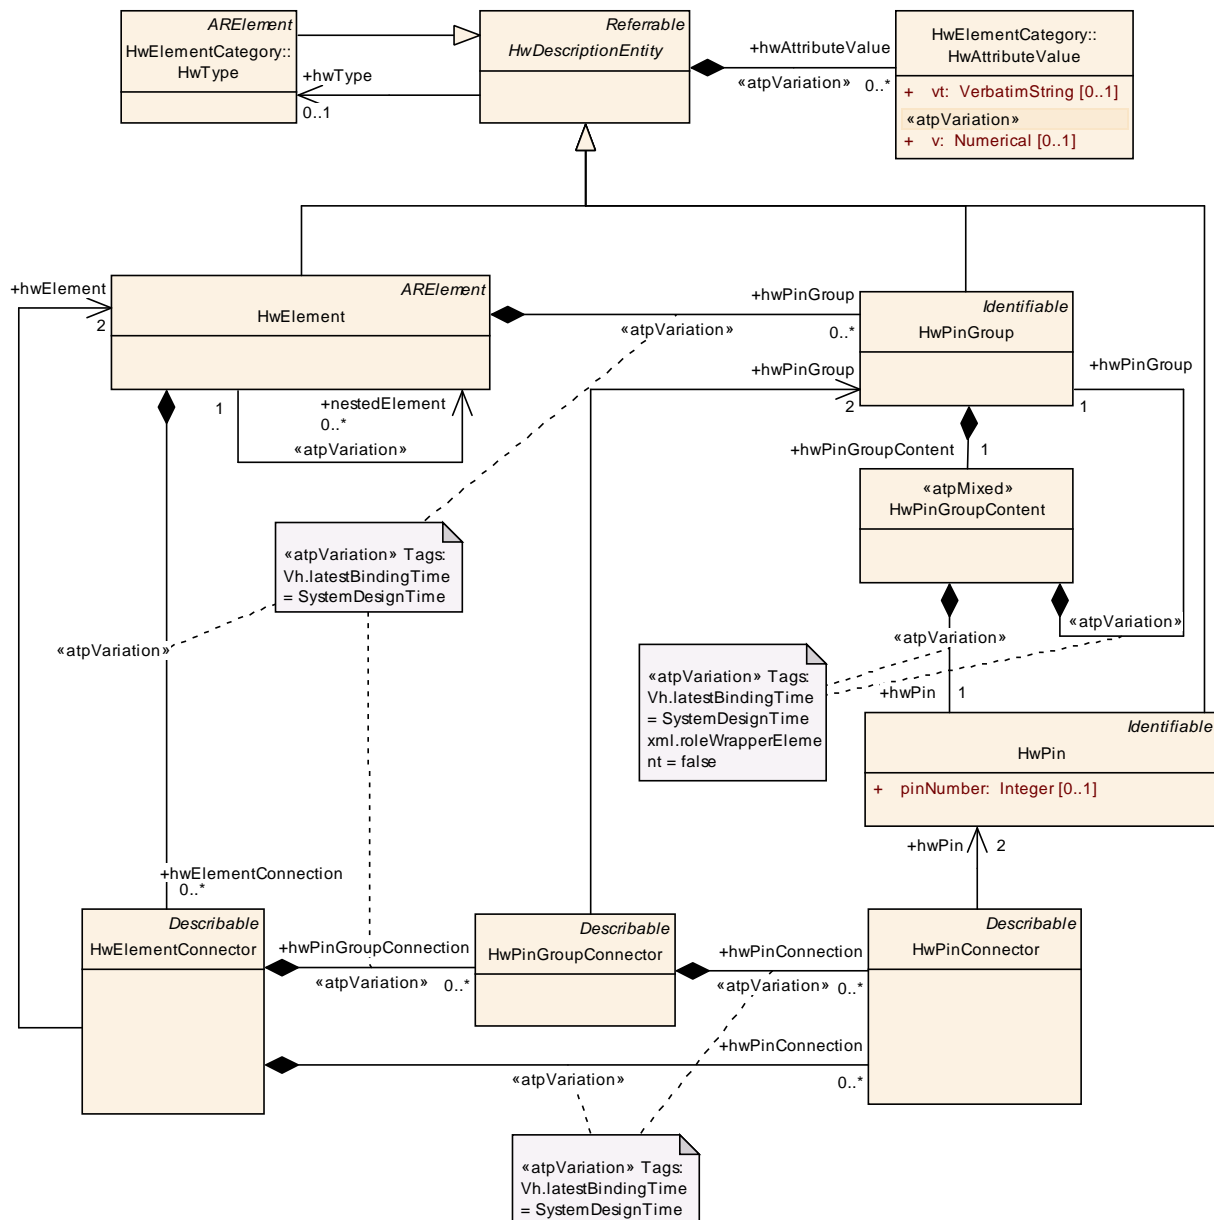 ARElement
HwElementCategory::
HwType
Referrable
HwDescriptionEntity
+hwAttributeValue
«atpVariation» 0..*
HwElementCategory::
HwAttributeValue
+ vt: VerbatimString [0..1]
«atpVariation»
+ v: Numerical [0..1]
+hwType
0..1
+hwElement
2
ARElement
HwElement
+hwPinGroup
«atpVariation»
0..*
Identifiable
HwPinGroup
+hwPinGroup
2
+hwPinGroup
1
1
+nestedElement
0..*
«atpVariation»
+hwPinGroupContent 1
«atpMixed»
HwPinGroupContent
«atpVariation» Tags:
Vh.latestBindingTime
= SystemDesignTime
«atpVariation»
«atpVariation»
«atpVariation»
«atpVariation» Tags:
Vh.latestBindingTime
= SystemDesignTime
xml.roleWrapperEleme
nt = false
+hwPin 1
Identifiable
HwPin
+ pinNumber: Integer [0..1]
+hwPin 2
+hwElementConnection
0..*
Describable
HwElementConnector
+hwPinGroupConnection
«atpVariation» 0..*
Describable
HwPinGroupConnector
+hwPinConnection
«atpVariation» 0..*
Describable
HwPinConnector
+hwPinConnection
«atpVariation»
0..*
«atpVariation» Tags:
Vh.latestBindingTime
= SystemDesignTime